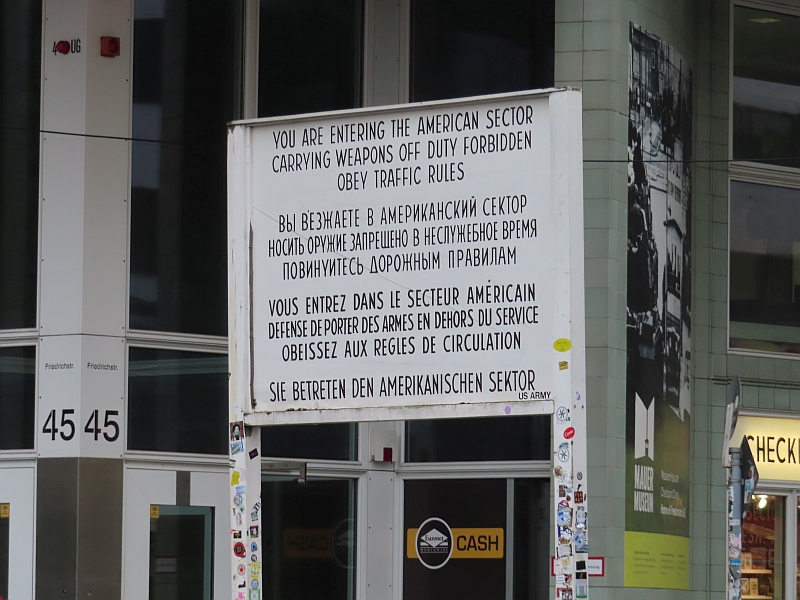 YOU ARE ENTERING THE AMERICAN SECTOR
CARRYING WEAPONS OFF DUTY FORBIDDEN
OBEY TRAFFIC RULES
ВЫ ВЪЕЗЖАЕТЕ В АМЕРИКАНСКИЙ СЕКТОР
НОСИТЬ ОРУЖИЕ ЗАПРЕЩЕНО В НЕСЛУЖЕБНОЕ ВРЕМЯ
ПОВИНУИТЕСЬ ДОРОЖНЫМ ПРАВИЛАМ
VOUS ENTREZ DANS LE SECTEUR AMÉRICAIN
DEFENSE DE PORTER DES ARMES EN DEHORS DU SERVICE
OBEISSEZ AUX REGLES DE CIRCULATION
SIE BETRETEN DEN AMERIKANISCHEN SEKTOR
US ARMY
UG
Friedrichstr. Friedrichstr.
45 45
CASH
MAUER
MUSEUM
CHECK